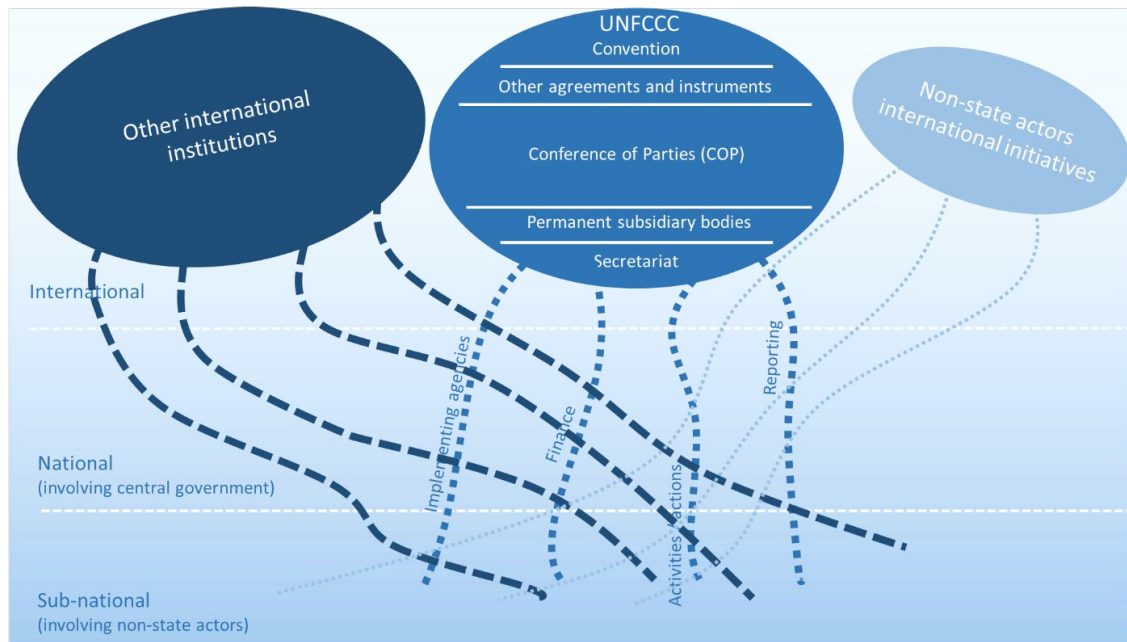 Other international
institutions
UNFCCC
Convention
Other agreements and instruments
Conference of Parties (COP)
Permanent subsidiary bodies
Secretariat
Non-state actors
international initiatives
International
Implementing agencies
Finance
Activities /actions
Reporting
National
(involving central government)
Sub-national
(involving non-state actors)